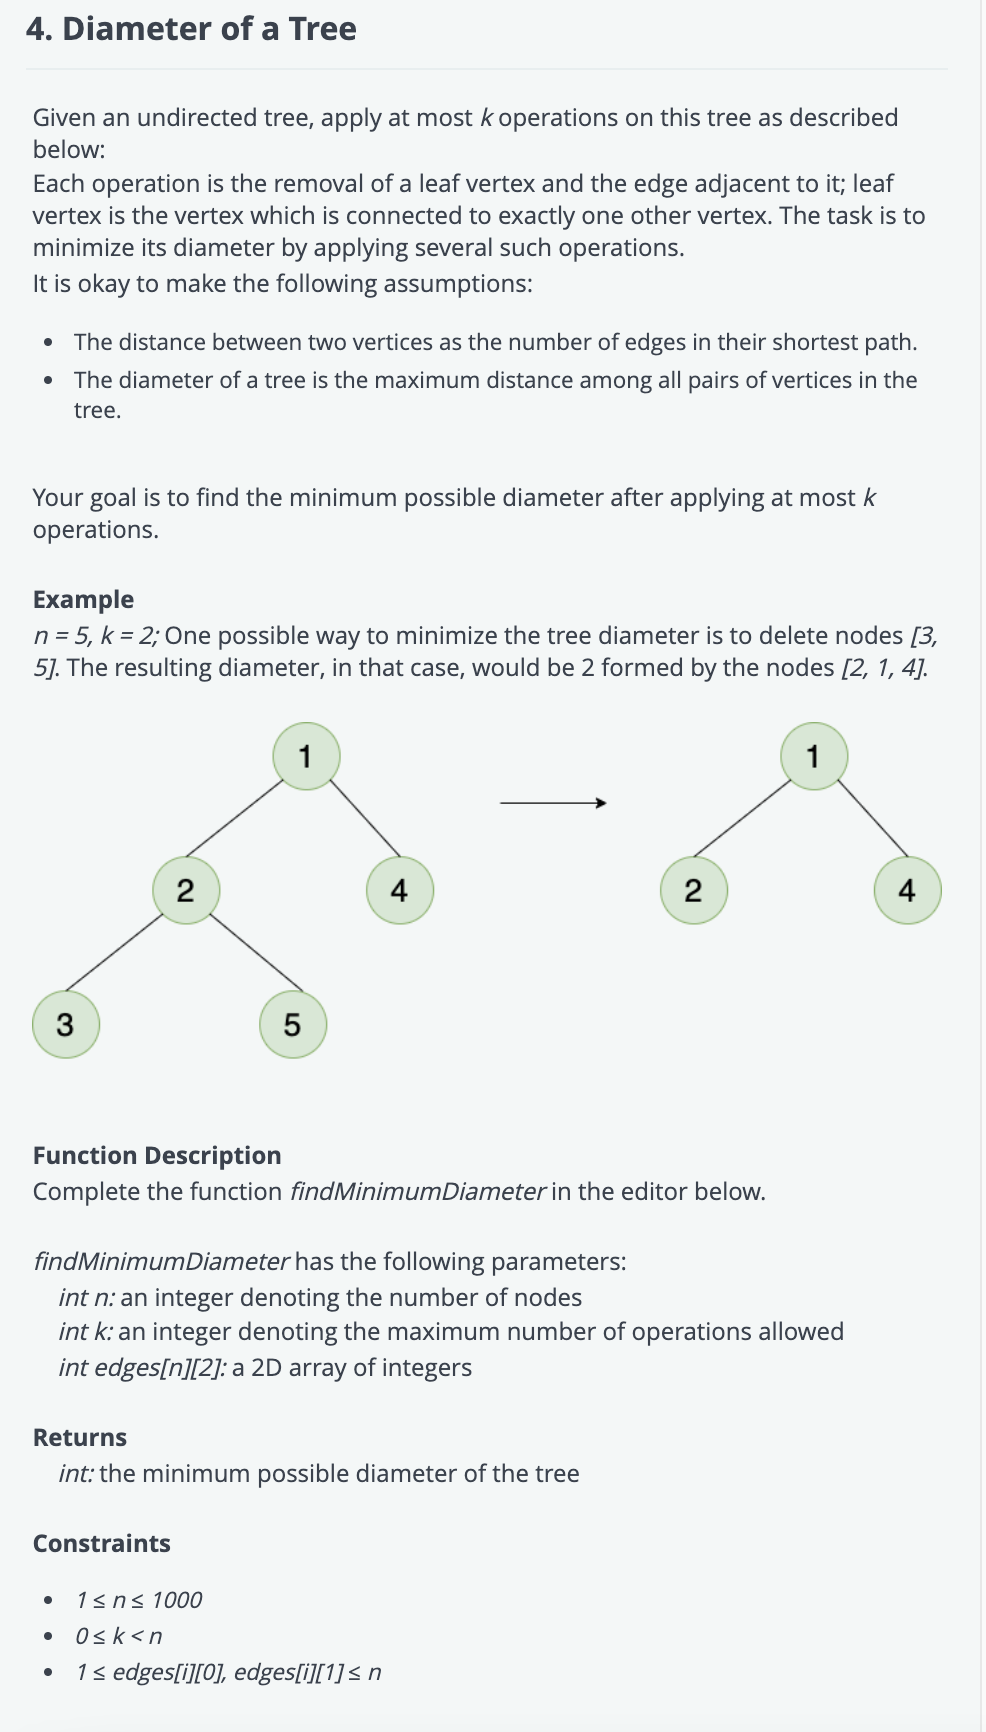 4. Diameter of a Tree
Given an undirected tree, apply at most k operations on this tree as described
below:
Each operation is the removal of a leaf vertex and the edge adjacent to it; leaf
vertex is the vertex which is connected to exactly one other vertex. The task is to
minimize its diameter by applying several such operations.
It is okay to make the following assumptions:
• The distance between two vertices as the number of edges in their shortest path.
• The diameter of a tree is the maximum distance among all pairs of vertices in the
tree.
Your goal is to find the minimum possible diameter after applying at most k
operations.
Example
n = 5, k = 2; One possible way to minimize the tree diameter is to delete nodes [3,
5]. The resulting diameter, in that case, would be 2 formed by the nodes [2, 1, 4].
1 1
2 4 2 4
3 5
Function Description
Complete the function findMinimumDiameter in the editor below.
findMinimumDiameter has the following parameters:
int n: an integer denoting the number of nodes
int k: an integer denoting the maximum number of operations allowed
int edges[n][2]: a 2D array of integers
Returns
int: the minimum possible diameter of the tree
Constraints
• 1 ≤ n ≤ 1000
• 0 ≤ k < n
• 1 ≤ edges[i][0], edges[i][1] ≤ n